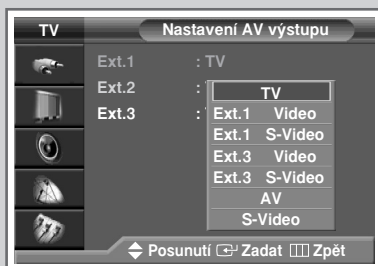 TV Nastavení AV výstupu
Ext.1 : TV
Ext.2 :
Ext.3 :
TV
Ext.1 Video
Ext.1 S-Video
Ext.3 Video
Ext.3 S-Video
AV
S-Video
Posunutí Zadat Zpět